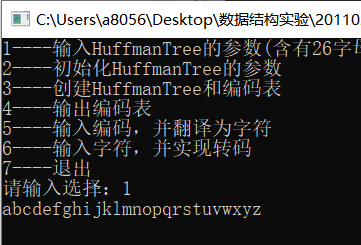 C:\Users\a8056\Desktop\数据结构实验\20110
1----输入HuffmanTree的参数(含有26字母
2----初始化HuffmanTree的参数
3----创建HuffmanTree和编码表
4----输出编码表
5----输入编码，并翻译为字符
6----输入字符，并实现转码
7----退出
请输入选择：1
abcdefghijklmnopqrstuvwxyz